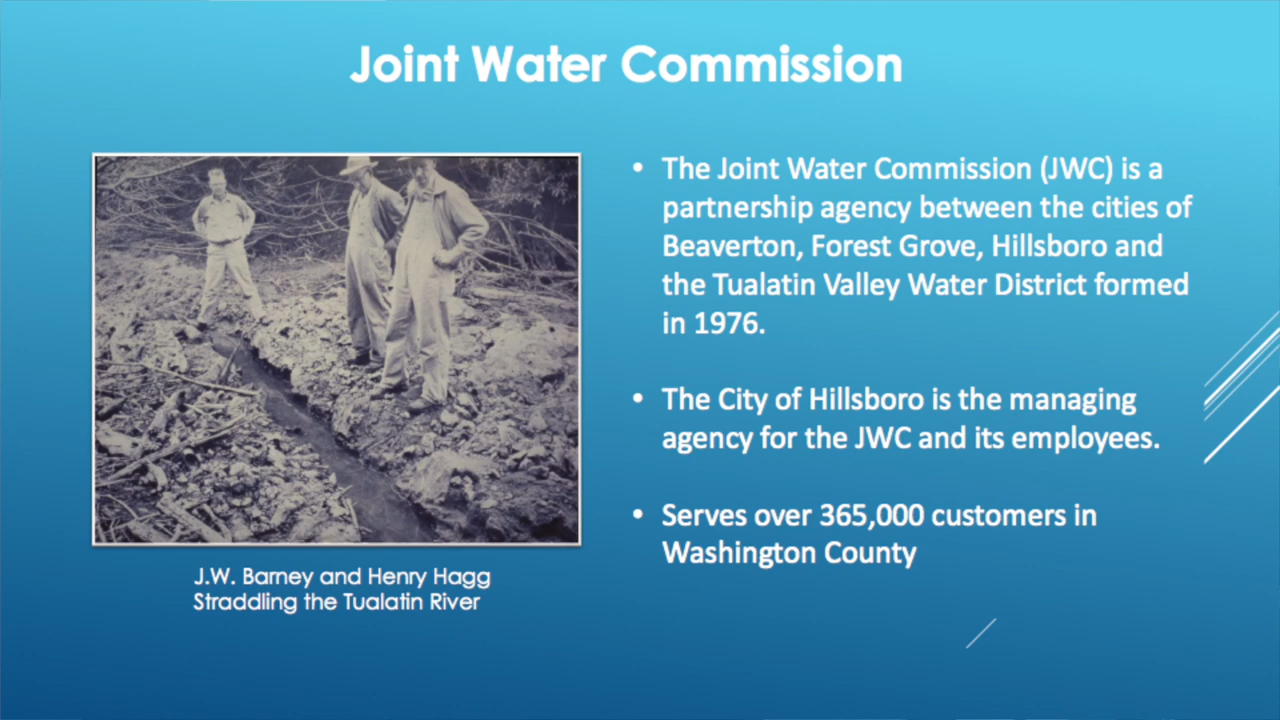 Joint Water Commission
• The Joint Water Commission (JWC) is a
partnership agency between the cities of
Beaverton, Forest Grove, Hillsboro and
the Tualatin Valley Water District formed
in 1976.
• The City of Hillsboro is the managing
agency for the JWC and its employees.
• Serves over 365,000 customers in
Washington County
J.W. Barney and Henry Hagg
Straddling the Tualatin River